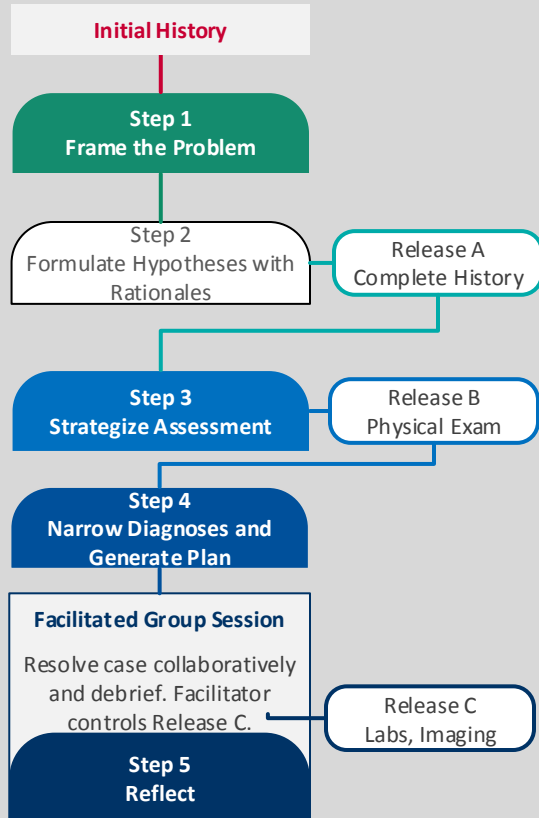 Initial History
Step 1
Frame the Problem
Step 2
Formulate Hypotheses with
Rationales
Release A
Complete History
Step 3
Strategize Assessment
Release B
Physical Exam
Step 4
Narrow Diagnoses and
Generate Plan
Facilitated Group Session
Resolve case collaboratively
and debrief. Facilitator
controls Release C.
Release C
Labs, Imaging
Step 5
Reflect